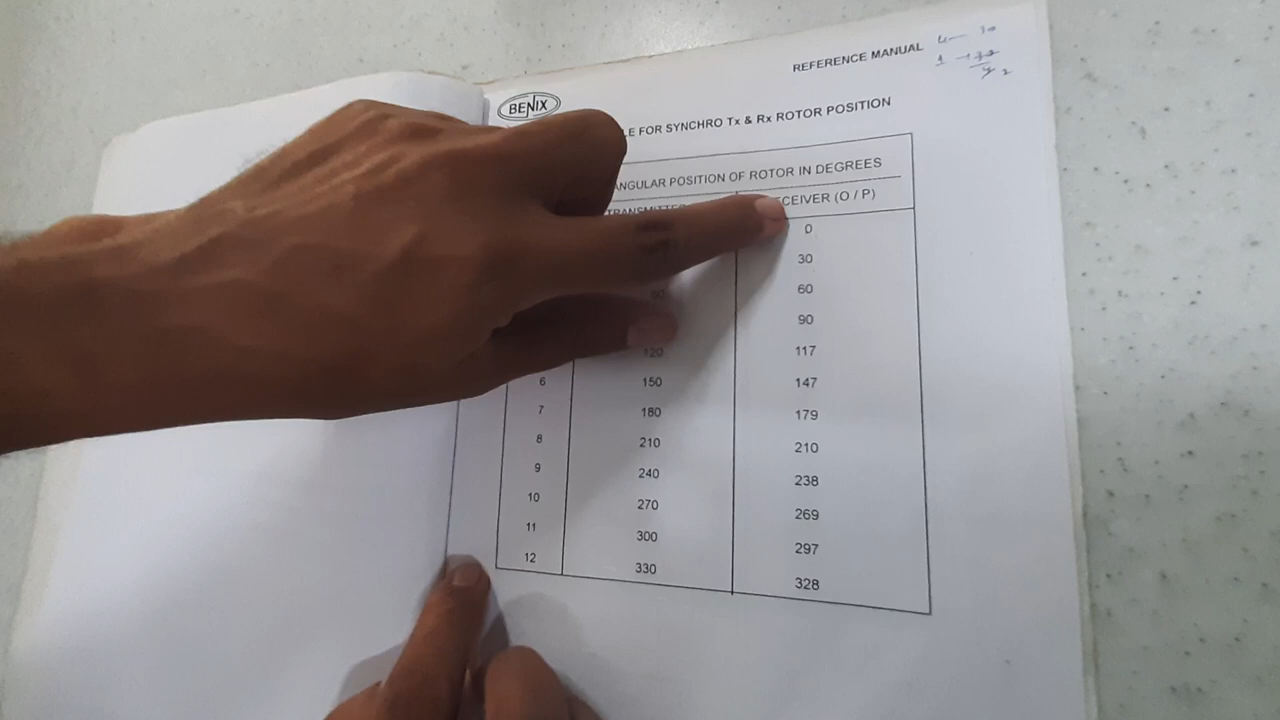 REFERENCE MANUAL
BENIX
FOR SYNCHRO Tx & Rx ROTOR POSITION
ANGULAR POSITION OF ROTOR IN DEGREES
(O / P)
0
30
60
90
120 117
6 150 147
7 180 179
8 210 210
9 240 238
10 270 269
11 300 297
12 330 328